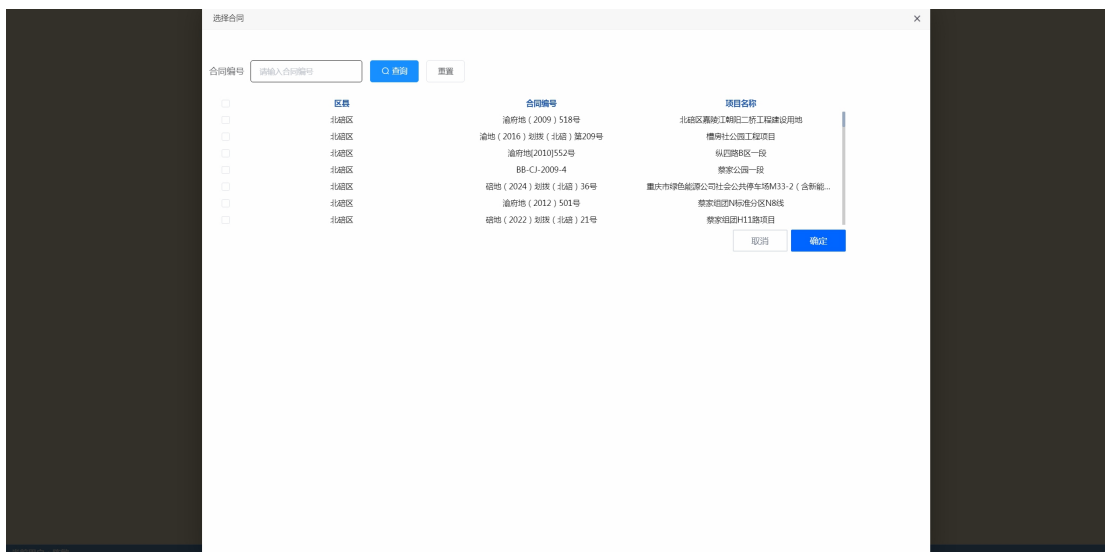 选择合同
合同编号 请输入合同编号 查询 重置
区县 合同编号 项目名称
北碚区 渝府地（2009）518号 北碚区嘉陵江朝阳二桥工程建设用地
北碚区 渝地（2016）划拨（北碚）第209号 槽房社公园工程项目
北碚区 渝府地[2010]552号 纵四路B区一段
北碚区 BB-CJ-2009-4 蔡家公园一段
北碚区 碚地（2024）划拨（北碚）36号 重庆市绿色能源公司社会公共停车场M33-2（含新能...
北碚区 渝府地（2012）501号 蔡家组团N标准分区N8线
北碚区 碚地（2022）划拨（北碚）21号 蔡家组团H11路项目
取消 确定